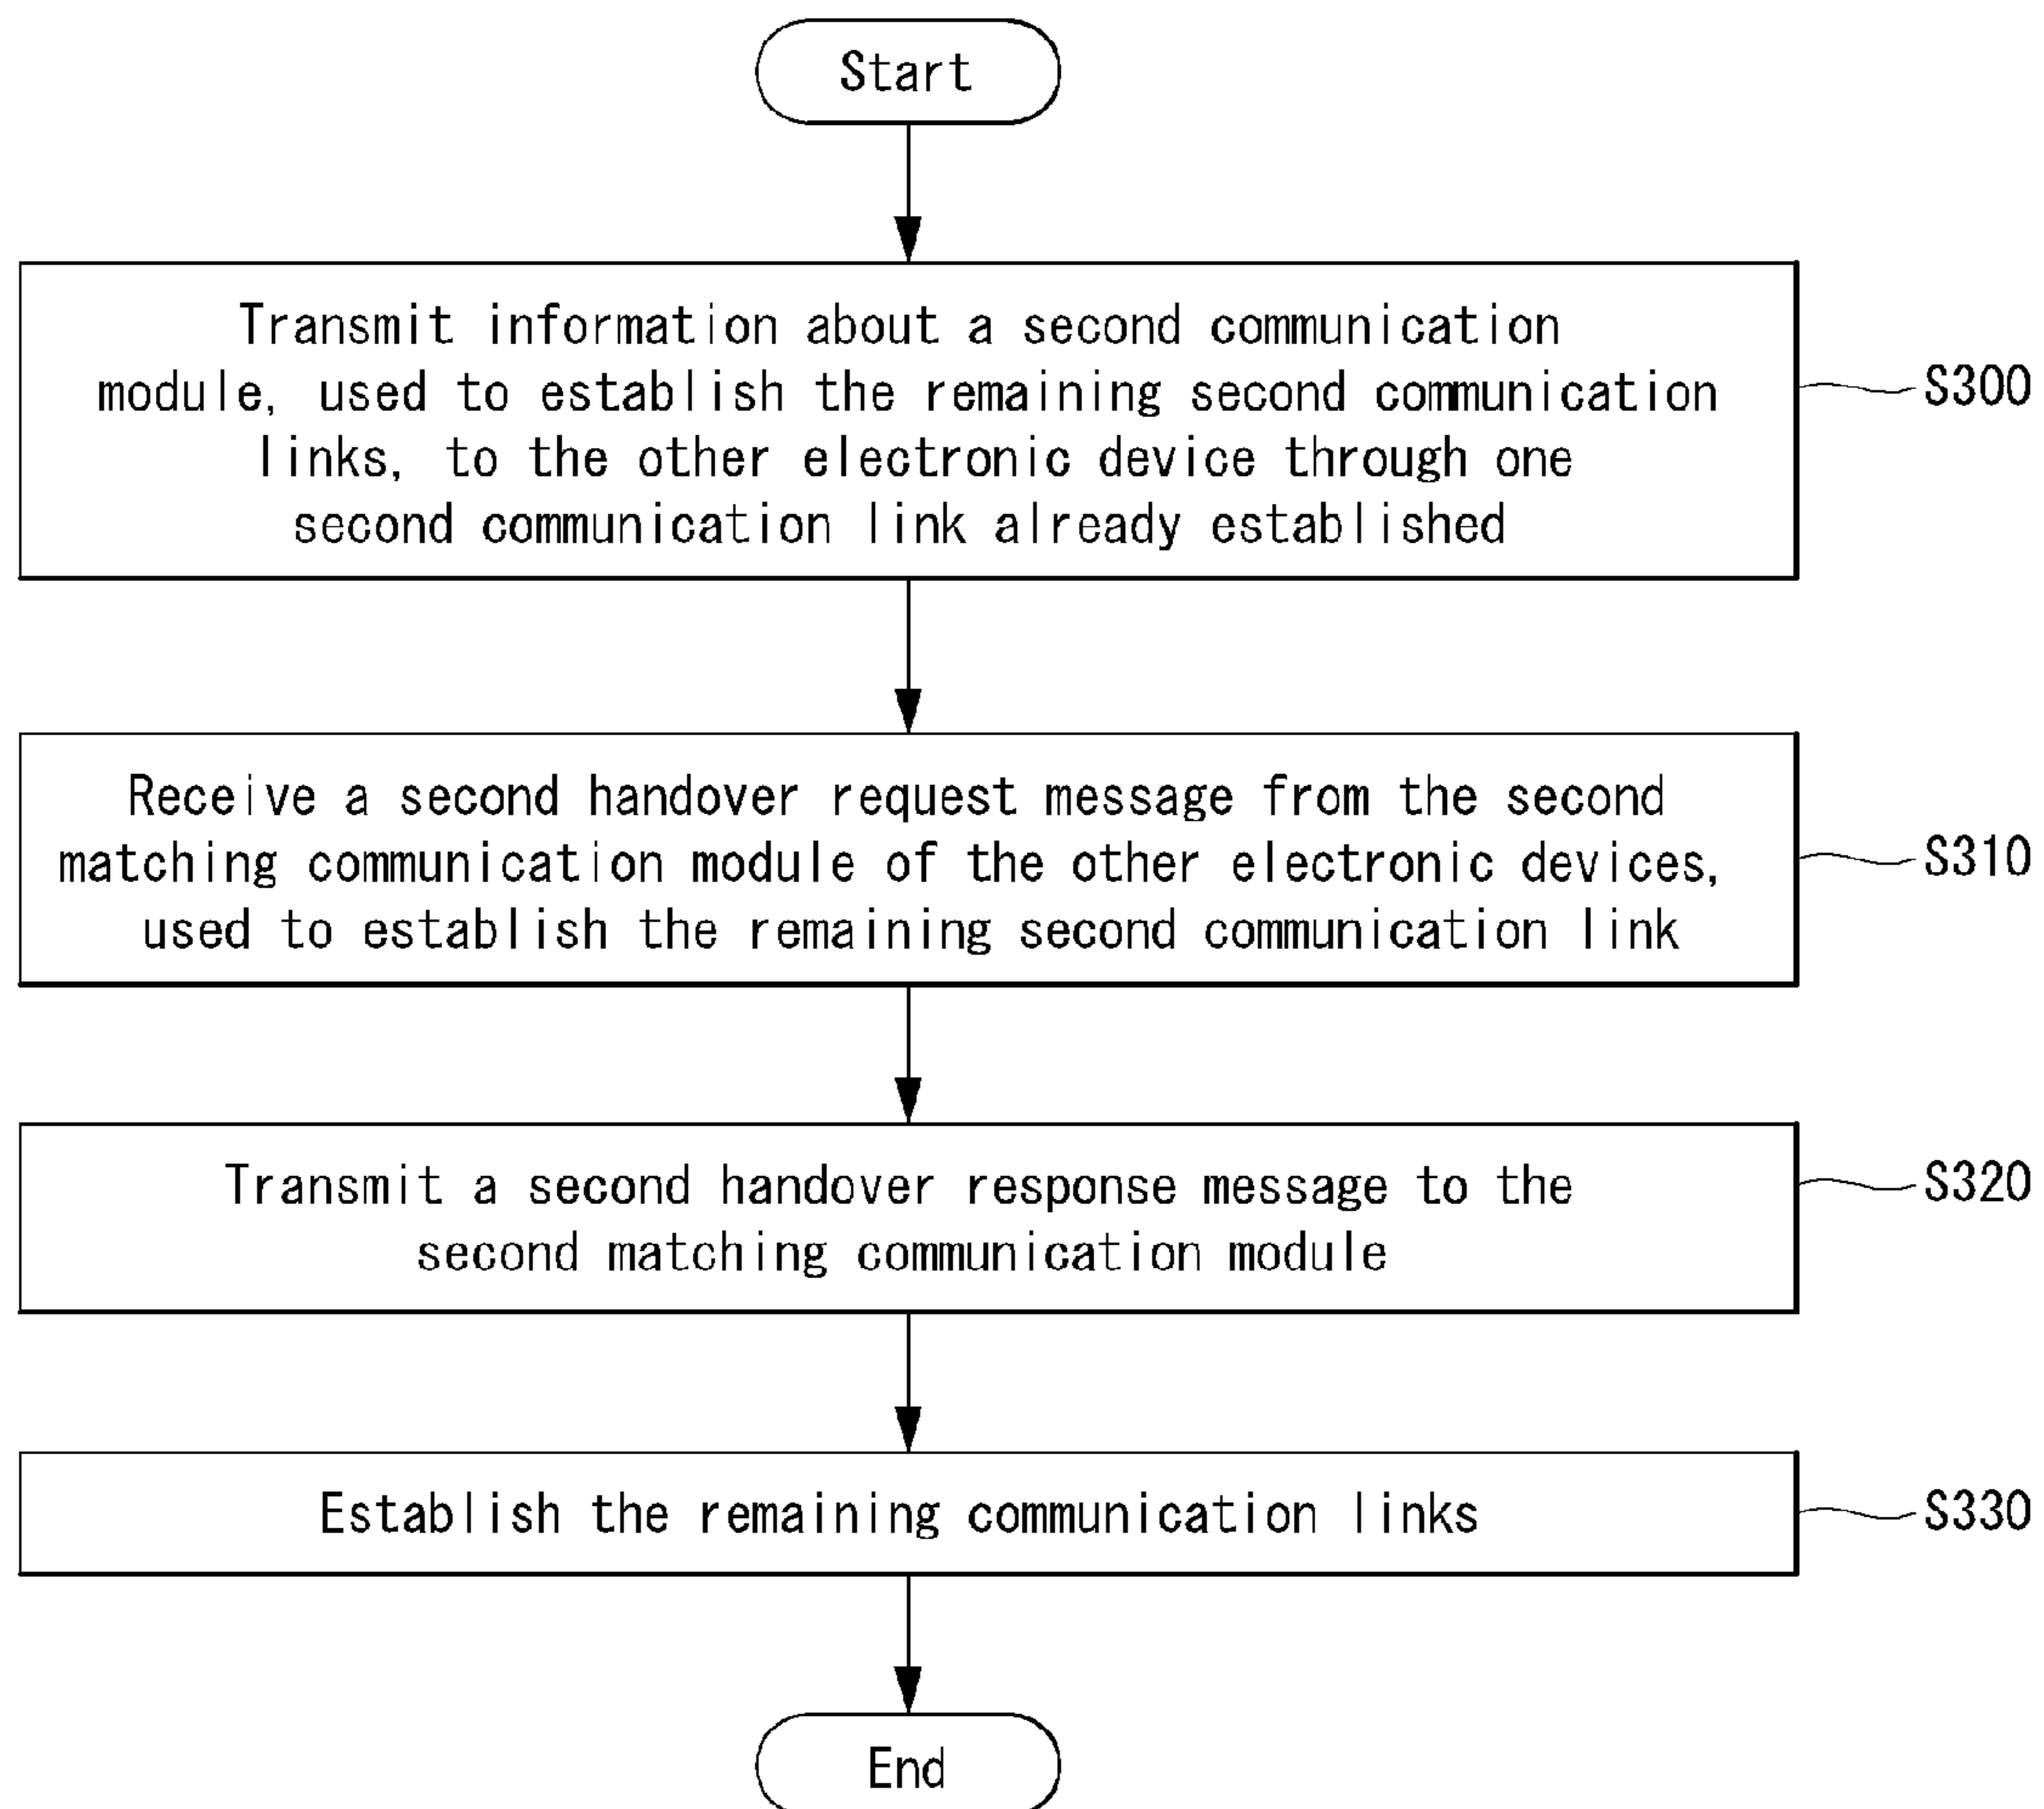 Start
Transmit information about a second communication
module, used to establish the remaining second communication
links, to the other electronic device through one
second communication link already established
S300
Receive a second handover request message from the second
matching communication module of the other electronic devices,
used to establish the remaining second communication link
S310
Transmit a second handover response message to the
second matching communication module
S320
Establish the remaining communication links
S330
End